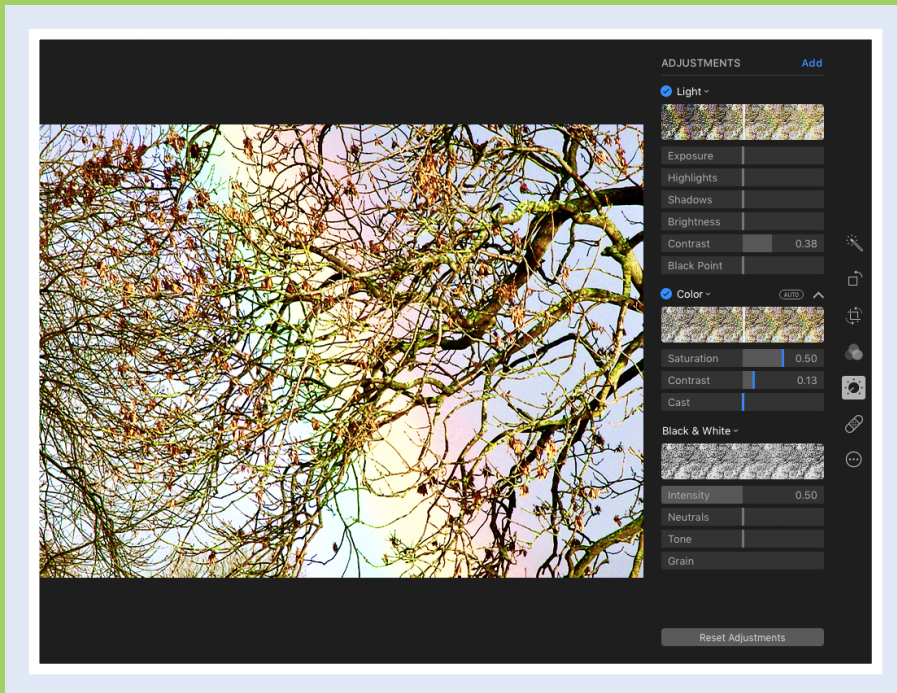 ADJUSTMENTS Add
Light
Exposure
Highlights
Shadows
Brightness
Contrast 0.38
Black Point
Color AUTO
Saturation 0.50
Contrast 0.13
Cast
Black & White
Intensity 0.50
Neutrals
Tone
Grain
Reset Adjustments